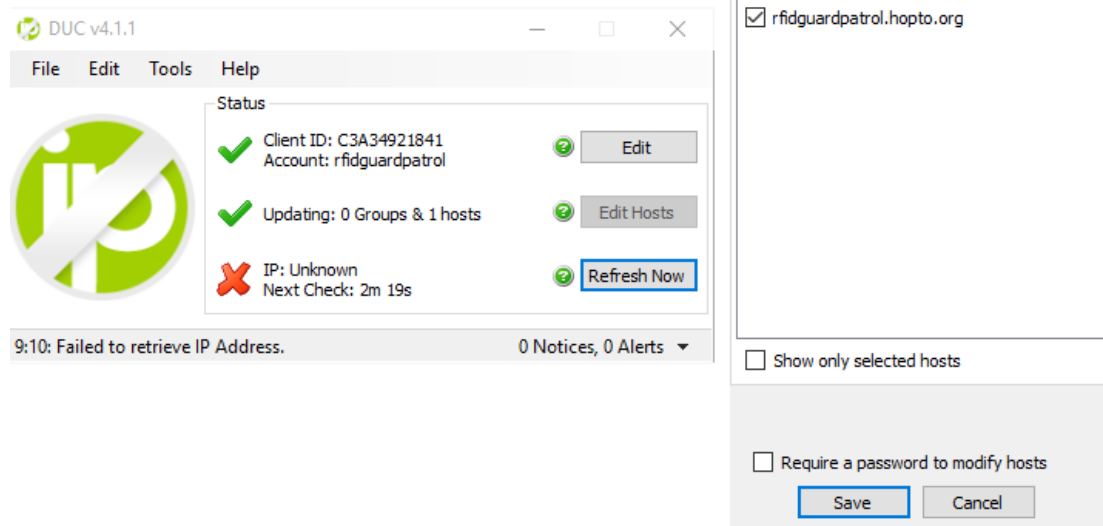 DUC v4.1.1
File Edit Tools Help
Status
Client ID: C3A34921841
Account: rfidguardpatrol
Edit
Updating: 0 Groups & 1 hosts
Edit Hosts
IP: Unknown
Next Check: 2m 19s
Refresh Now
9:10: Failed to retrieve IP Address.
0 Notices, 0 Alerts
ip
rfidguardpatrol.hopto.org
Show only selected hosts
Require a password to modify hosts
Save
Cancel